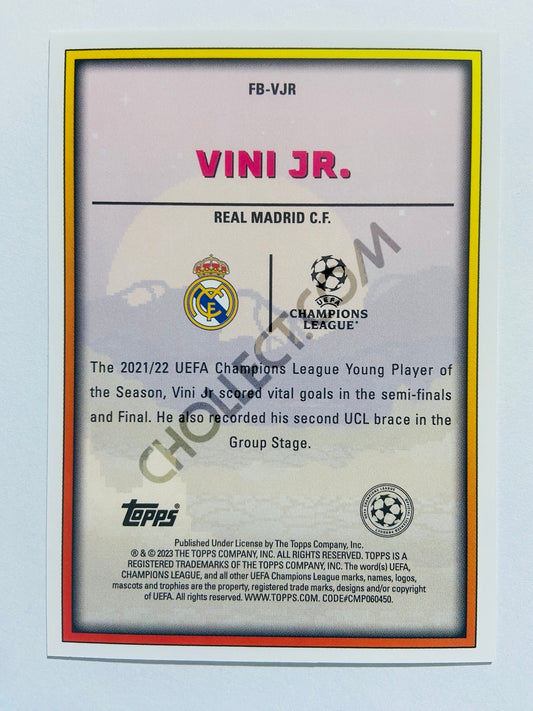 FB-VJR
VINI JR.
REAL MADRID C.F.
UEFA
CHAMPIONS
LEAGUE®
The 2021/22 UEFA Champions League Young Player of
the Season, Vini Jr scored vital goals in the semi-finals
and Final. He also recorded his second UCL brace in the
Group Stage.
CHOLLECT.COM
Topps®
Published Under License by The Topps Company, Inc.
® & © 2023 THE TOPPS COMPANY, INC. ALL RIGHTS RESERVED. TOPPS IS A
REGISTERED TRADEMARKS OF THE TOPPS COMPANY, INC. The word(s) UEFA,
CHAMPIONS LEAGUE, and all other UEFA Champions League marks, names, logos,
mascots and trophies are the property, registered trade marks, designs and/or copyright
of UEFA. All rights reserved. WWW.TOPPS.COM. CODE#CMP060450.